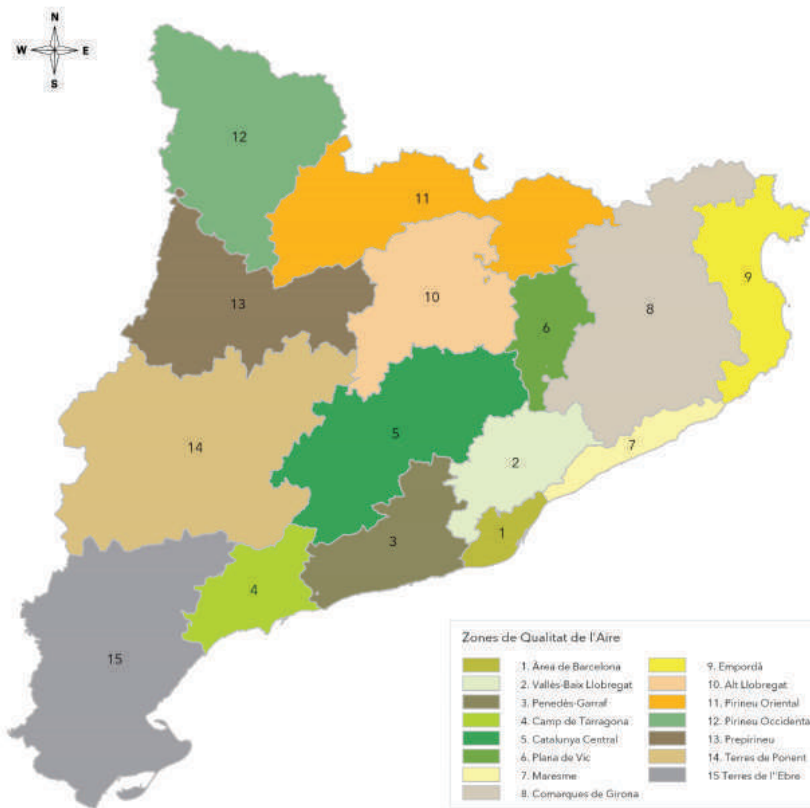 N
W E
S
12
11
9
13
10
8
6
5
14
7
2
1
3
4
15
Zones de Qualitat de l'Aire
1. Àrea de Barcelona
2. Vallès-Baix Llobregat
3. Penedès-Garraf
4. Camp de Tarragona
5. Catalunya Central
6. Plana de Vic
7. Maresme
8. Comarques de Girona
9. Empordà
10. Alt Llobregat
11. Pirineu Oriental
12. Pirineu Occidental
13. Prepirineu
14. Terres de Ponent
15 Terres de l''Ebre